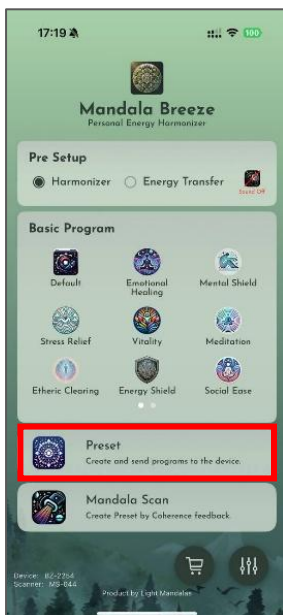 17:19
100
Mandala Breeze
Personal Energy Harmonizer
Pre Setup
Harmonizer Energy Transfer
Sound Off
Basic Program
Default Emotional Healing Mental Shield
Stress Relief Vitality Meditation
Etheric Clearing Energy Shield Social Ease
Preset
Create and send programs to the device.
Mandala Scan
Create Preset by Coherence feedback.
Device: BZ-2254
Scanner: MS-044
Product by Light Mandalas